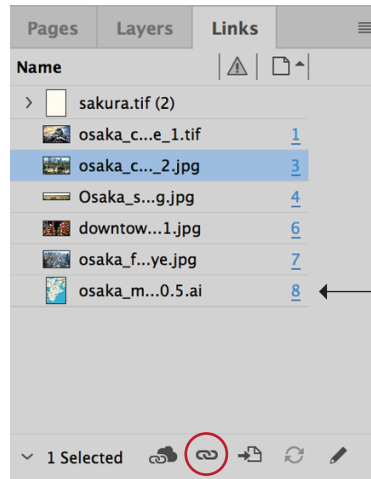 Pages Layers Links
Name
sakura.tif (2)
osaka_c...e_1.tif 1
osaka_c..._2.jpg 3
Osaka_s...g.jpg 4
downtow...1.jpg 6
osaka_f...ye.jpg 7
osaka_m...0.5.ai 8
1 Selected